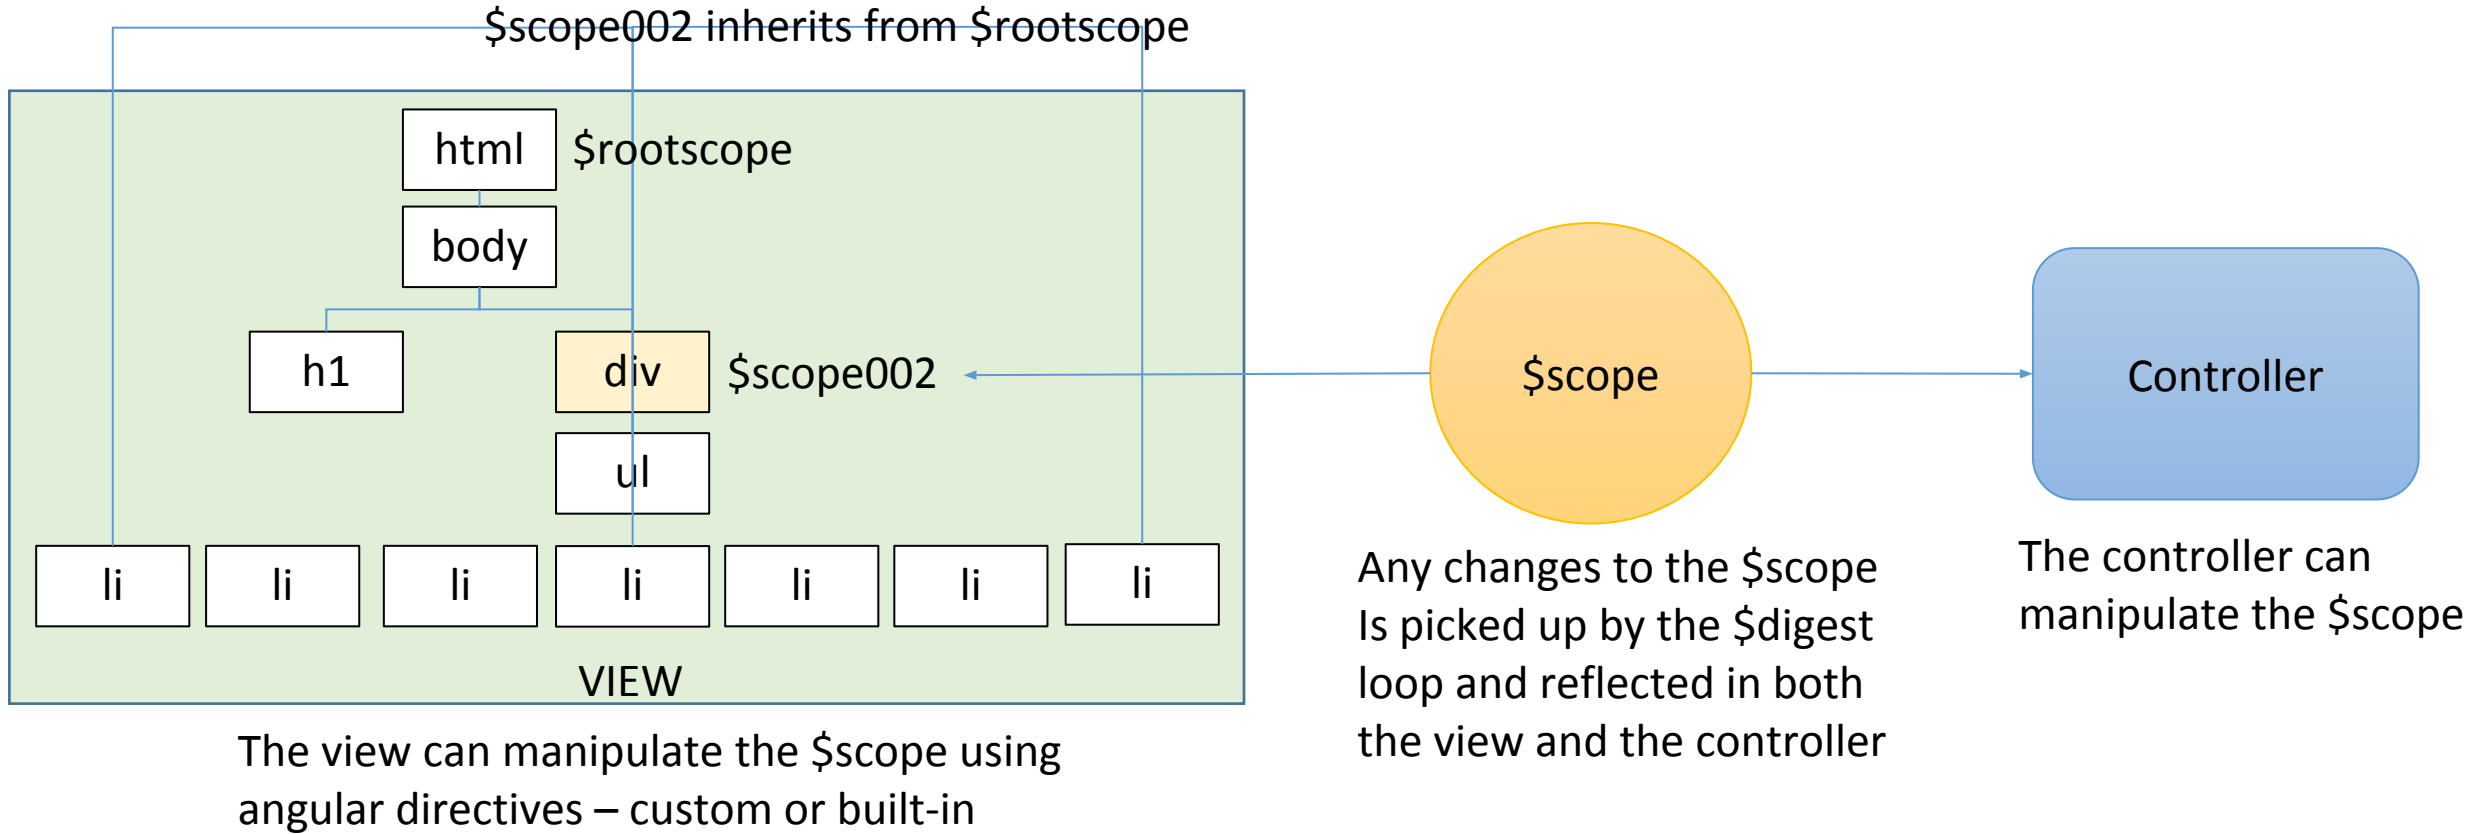 $scope002 inherits from $rootscope
html
$rootscope
body
h1
div
$scope002
ul
li
li
li
li
li
li
li
VIEW
The view can manipulate the $scope using
angular directives – custom or built-in
$scope
Any changes to the $scope
Is picked up by the $digest
loop and reflected in both
the view and the controller
Controller
The controller can
manipulate the $scope